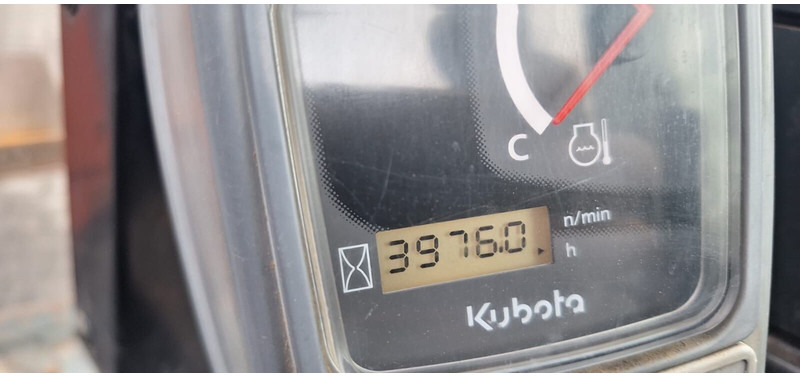 C
n/min
3976.0
h
Kubota